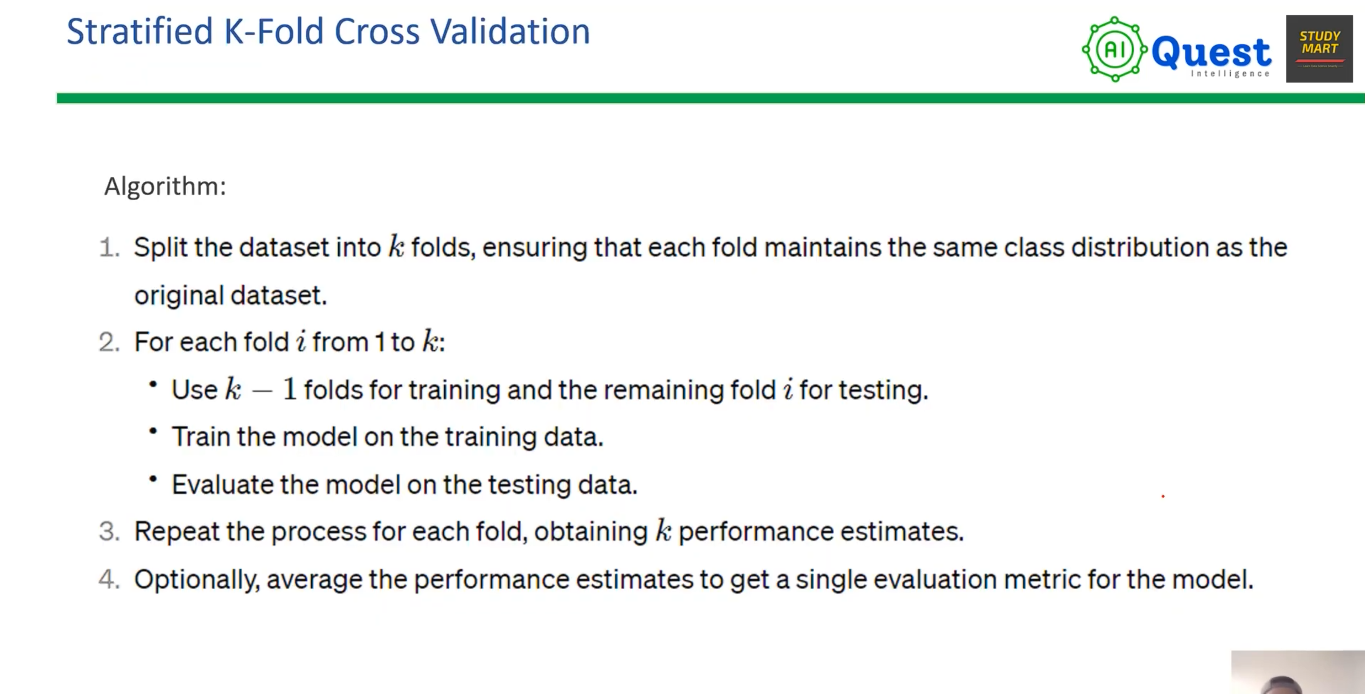 Stratified K-Fold Cross Validation
AI Quest
Intelligence
STUDY
MART
Algorithm:
1. Split the dataset into k folds, ensuring that each fold maintains the same class distribution as the
original dataset.
2. For each fold i from 1 to k:
• Use k − 1 folds for training and the remaining fold i for testing.
• Train the model on the training data.
• Evaluate the model on the testing data.
3. Repeat the process for each fold, obtaining k performance estimates.
4. Optionally, average the performance estimates to get a single evaluation metric for the model.